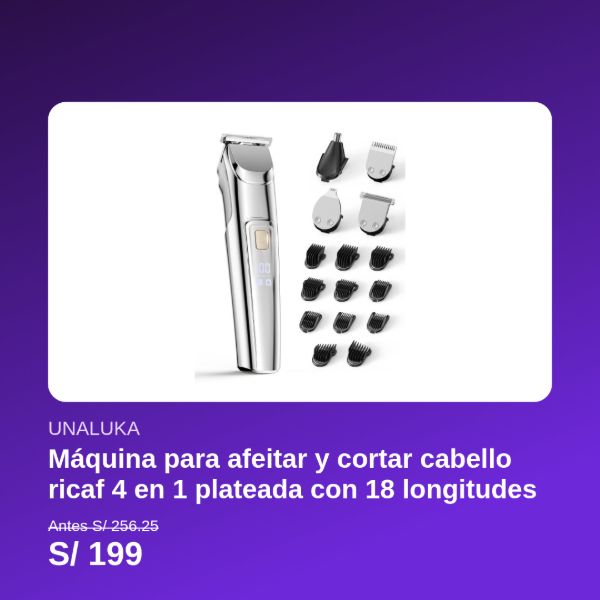 UNALUKA
Máquina para afeitar y cortar cabello
ricaf 4 en 1 plateada con 18 longitudes
Antes S/ 256.25
S/ 199